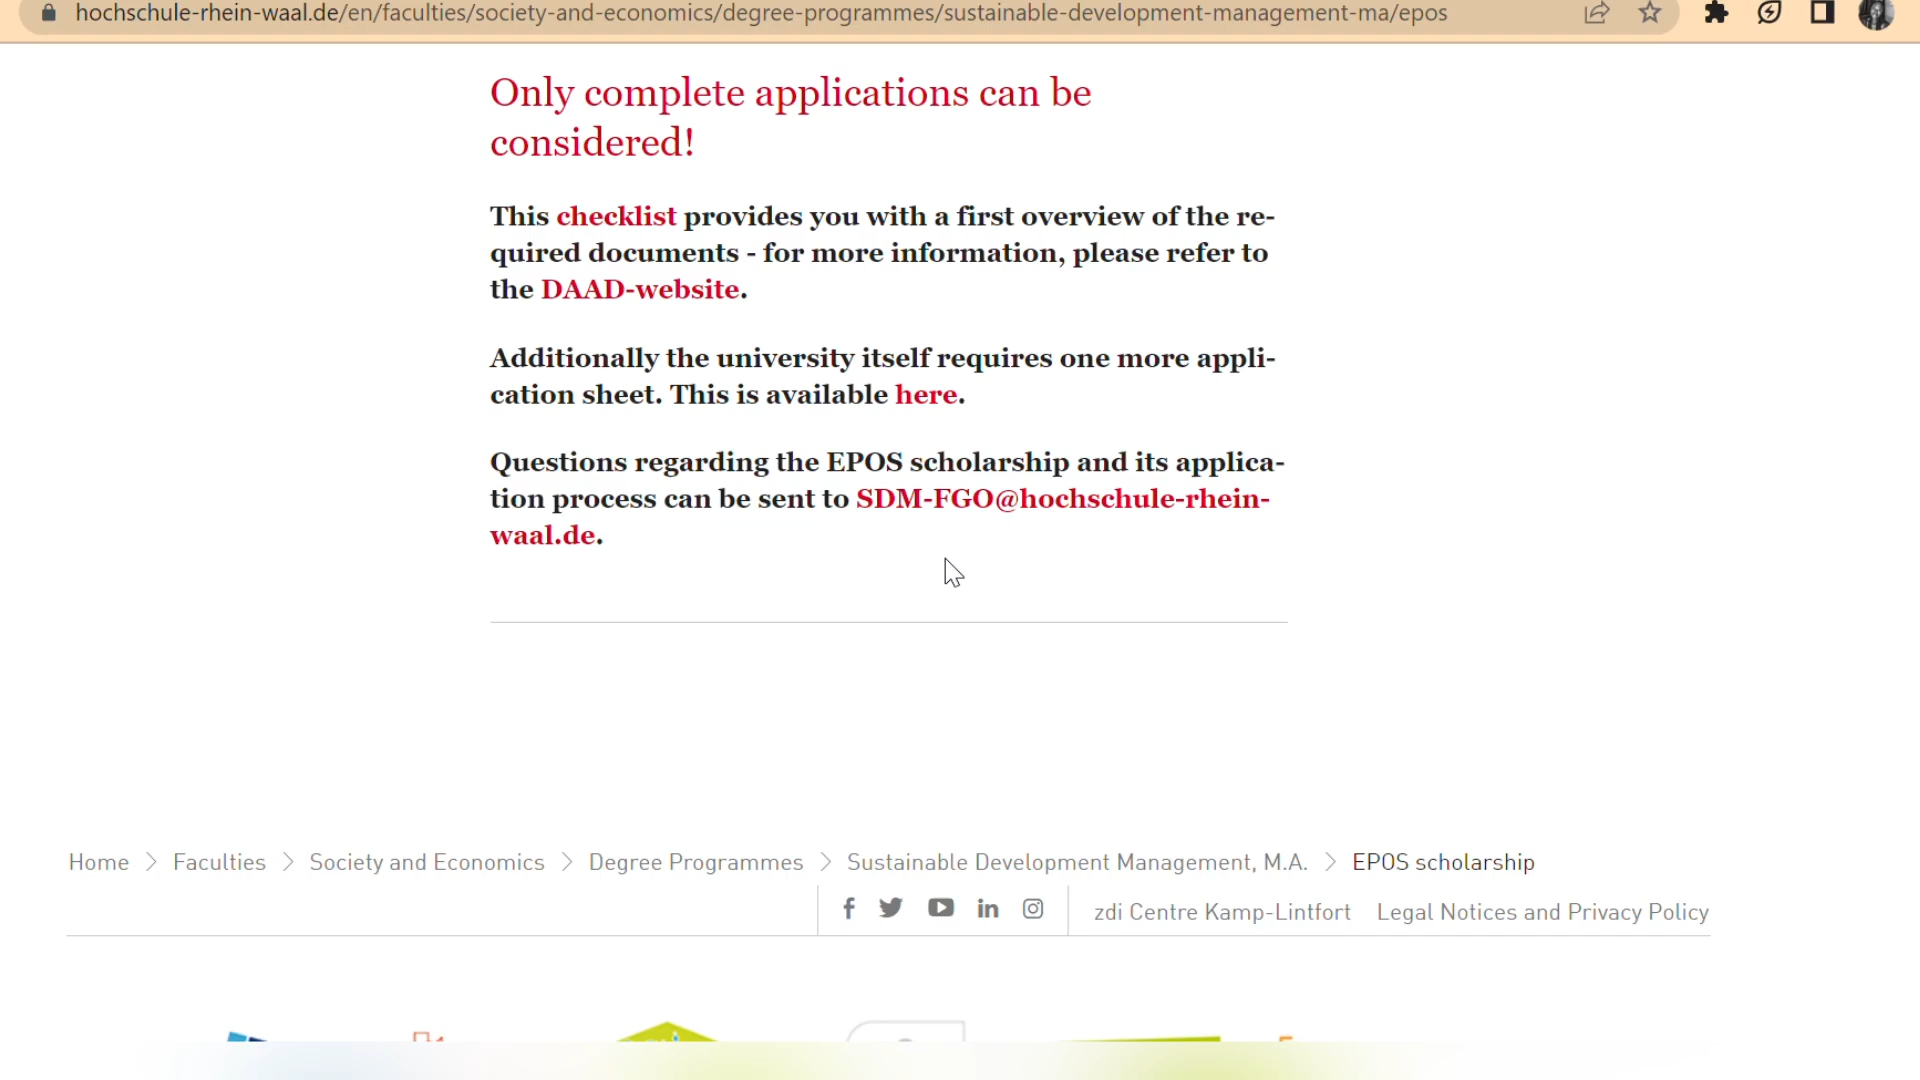 hochschule-rhein-waal.de/en/faculties/society-and-economics/degree-programmes/sustainable-development-management-ma/epos
Only complete applications can be
considered!
This checklist provides you with a first overview of the re-
quired documents - for more information, please refer to
the DAAD-website.
Additionally the university itself requires one more appli-
cation sheet. This is available here.
Questions regarding the EPOS scholarship and its applica-
tion process can be sent to SDM-FGO@hochschule-rhein-
waal.de.
Home > Faculties > Society and Economics > Degree Programmes > Sustainable Development Management, M.A. > EPOS scholarship
zdi Centre Kamp-Lintfort Legal Notices and Privacy Policy